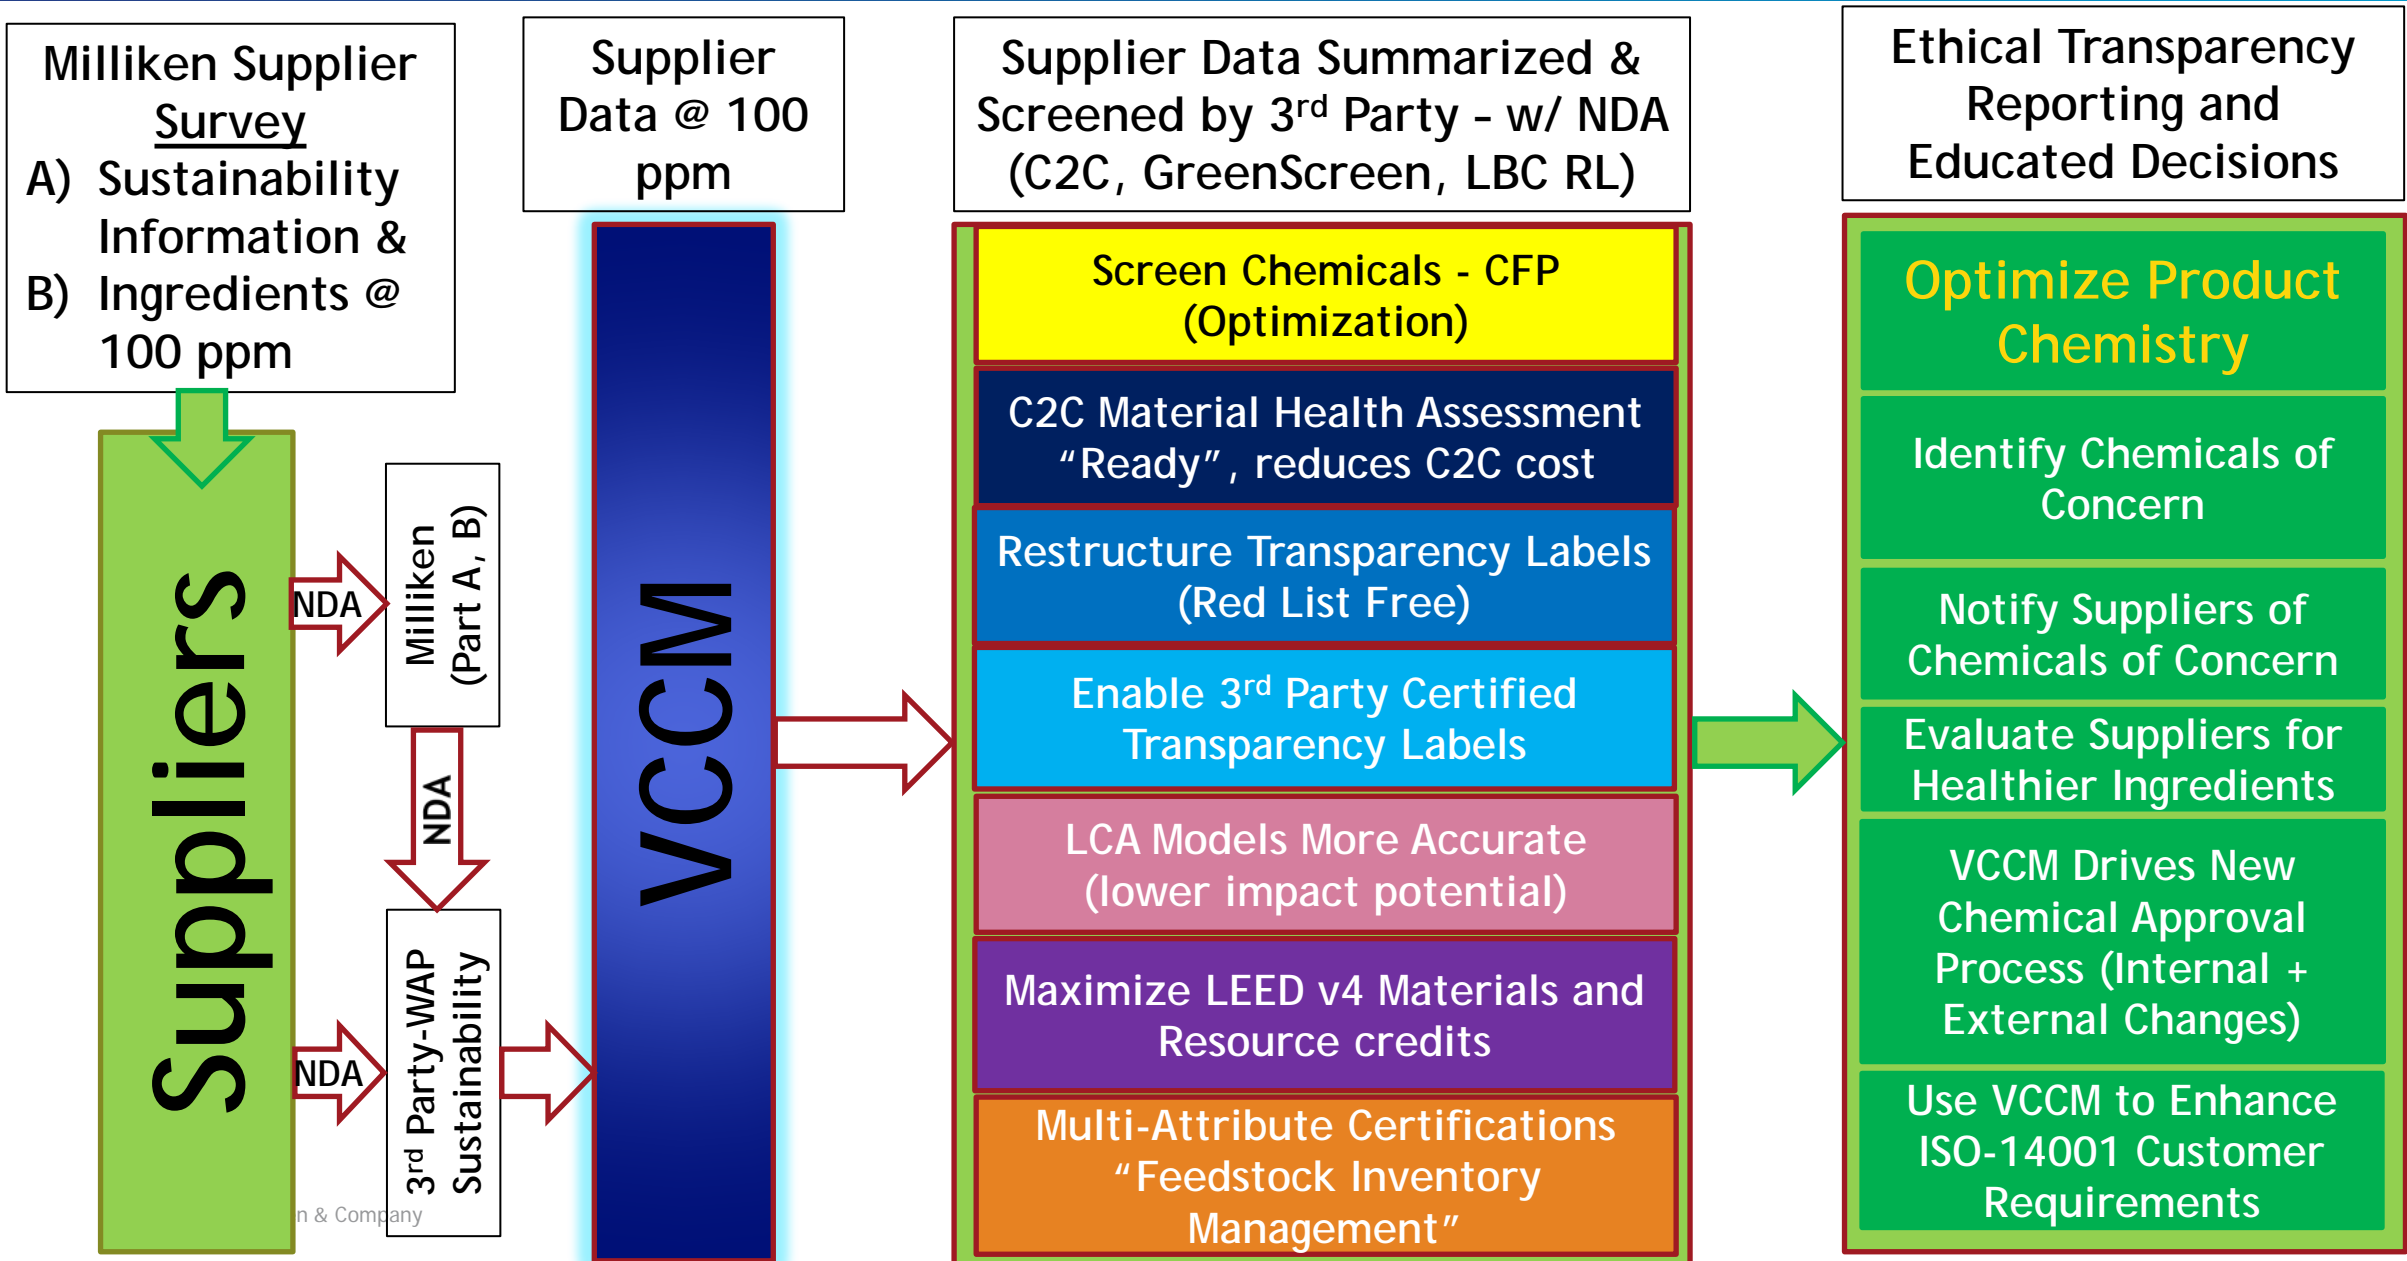 Milliken Supplier
Survey
A) Sustainability
Information &
B) Ingredients @
100 ppm
Suppliers
NDA
Milliken
(Part A, B)
NDA
NDA
3rd Party-WAP
Sustainability
n & Company
Supplier
Data @ 100
ppm
VCCM
Supplier Data Summarized &
Screened by 3rd Party - w/ NDA
(C2C, GreenScreen, LBC RL)
Screen Chemicals - CFP
(Optimization)
C2C Material Health Assessment
“Ready”, reduces C2C cost
Restructure Transparency Labels
(Red List Free)
Enable 3rd Party Certified
Transparency Labels
LCA Models More Accurate
(lower impact potential)
Maximize LEED v4 Materials and
Resource credits
Multi-Attribute Certifications
“Feedstock Inventory
Management”
Ethical Transparency
Reporting and
Educated Decisions
Optimize Product
Chemistry
Identify Chemicals of
Concern
Notify Suppliers of
Chemicals of Concern
Evaluate Suppliers for
Healthier Ingredients
VCCM Drives New
Chemical Approval
Process (Internal +
External Changes)
Use VCCM to Enhance
ISO-14001 Customer
Requirements